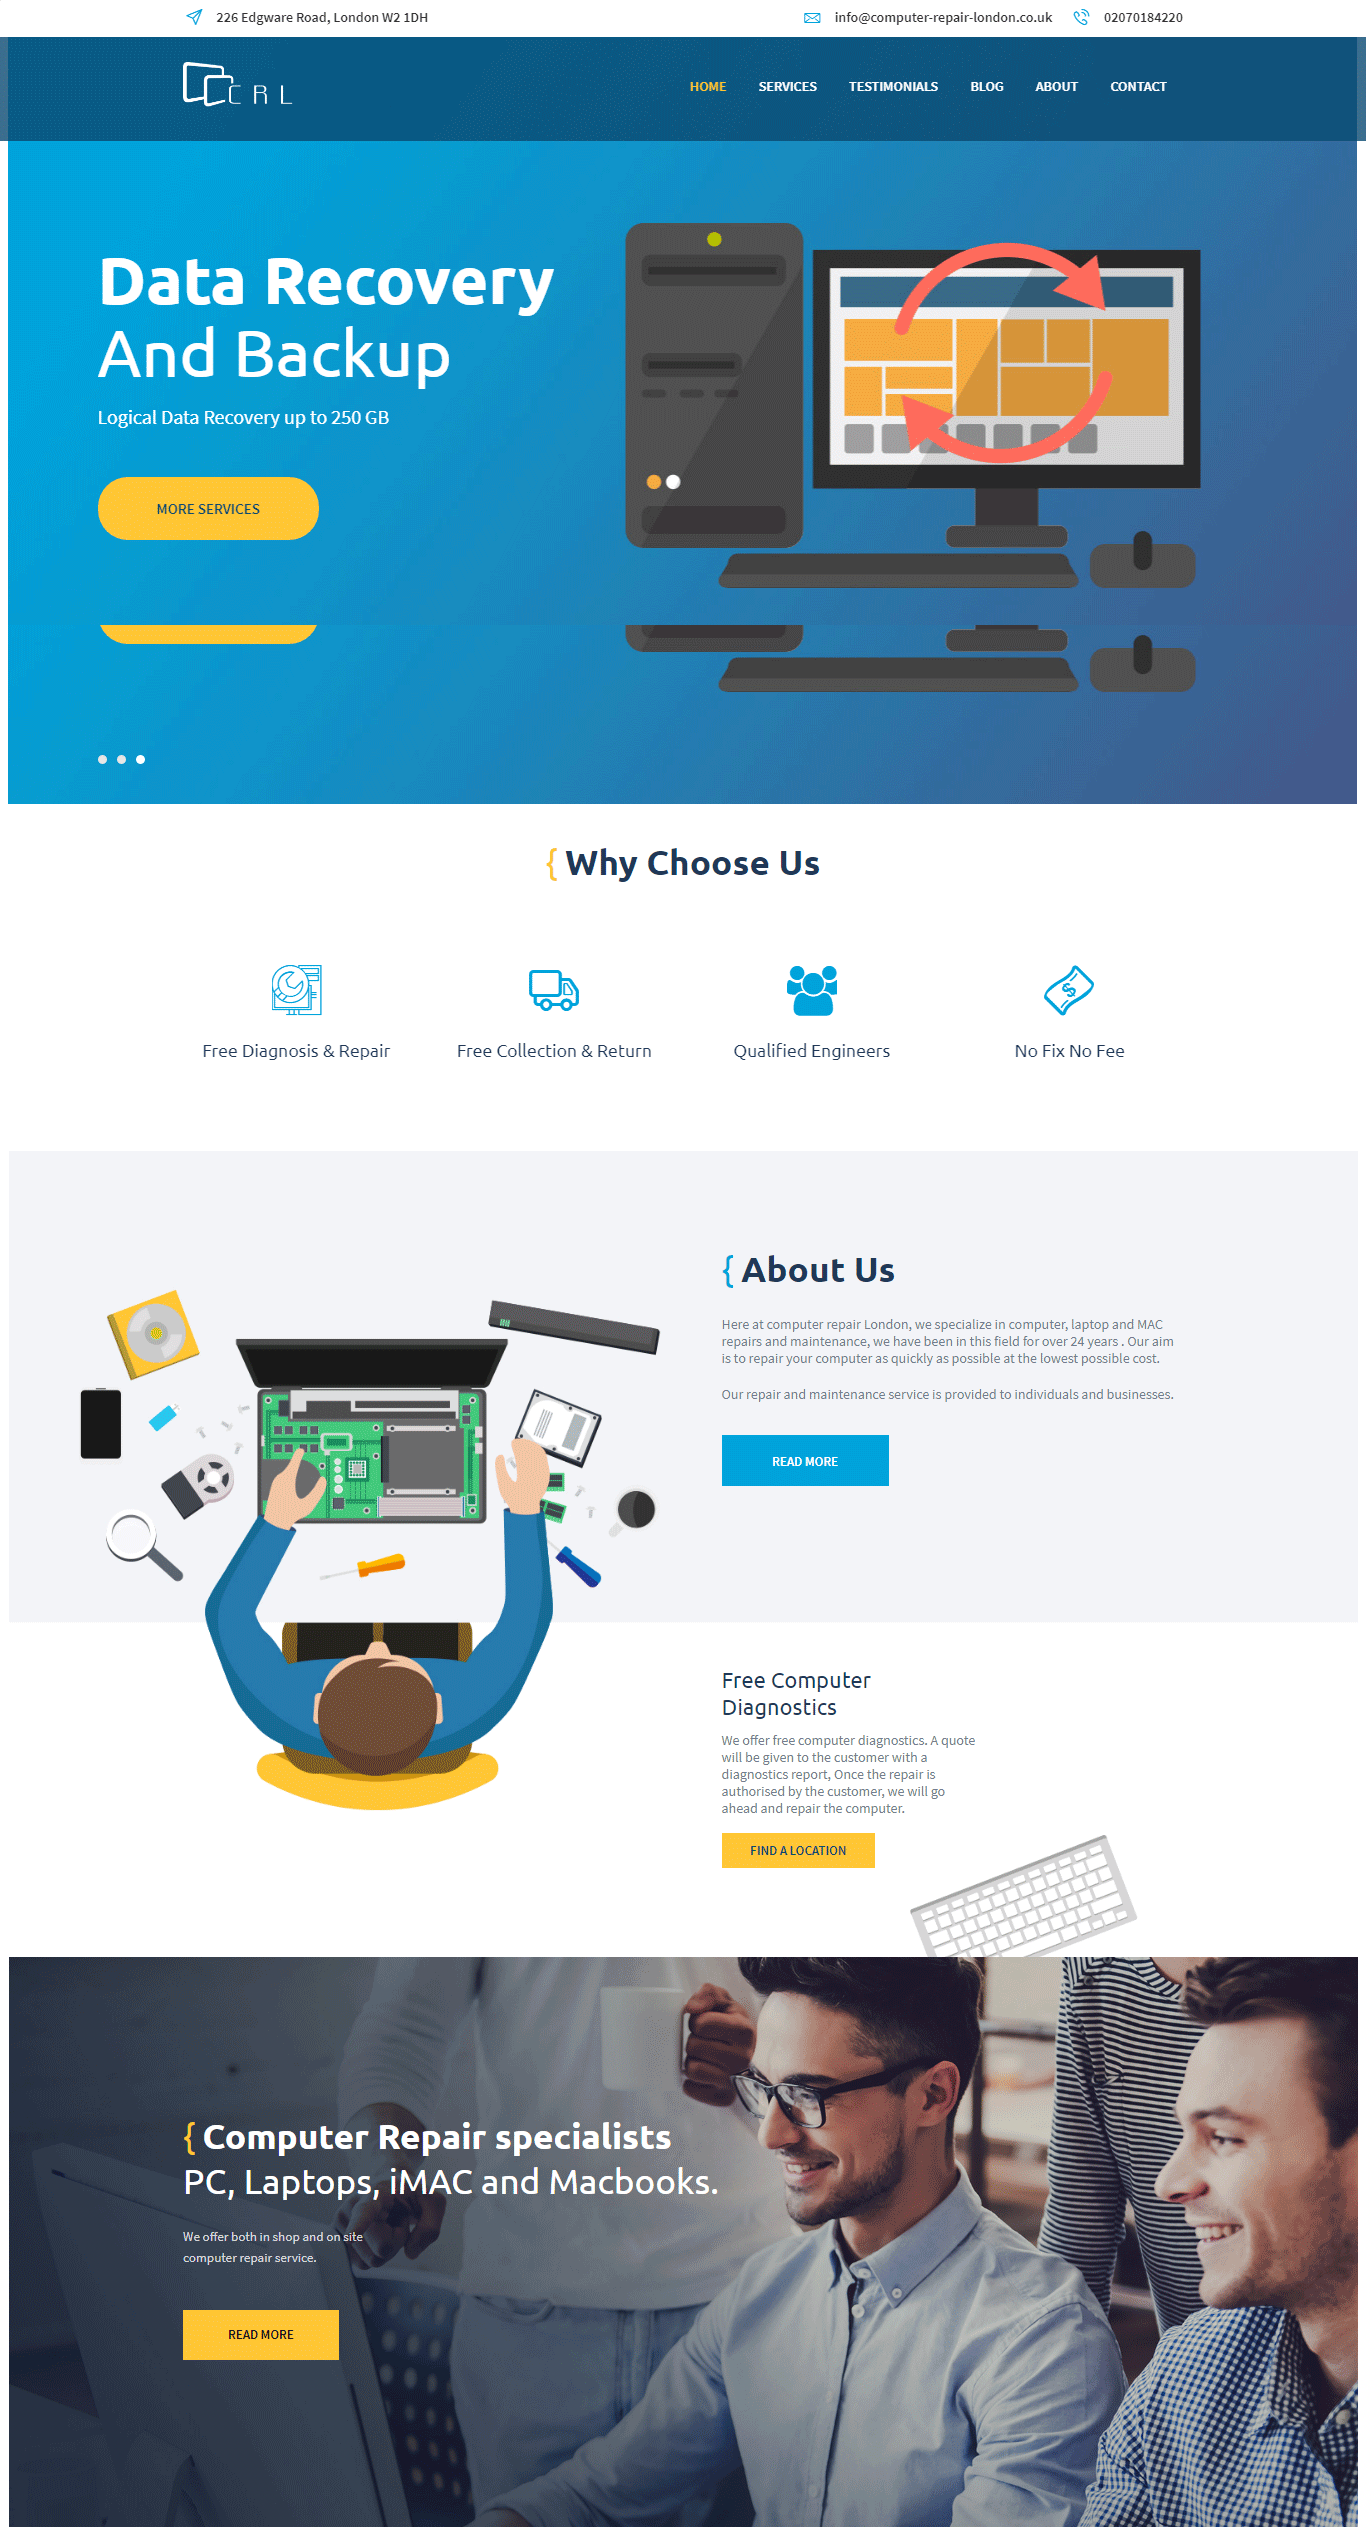 226 Edgware Road, London W2 1DH
info@computer-repair-london.co.uk
02070184220
CRL
HOME SERVICES TESTIMONIALS BLOG ABOUT CONTACT
Data Recovery
And Backup
Logical Data Recovery up to 250 GB
MORE SERVICES
{ Why Choose Us
$
Free Diagnosis & Repair
Free Collection & Return
Qualified Engineers
No Fix No Fee
{ About Us
Here at computer repair London, we specialize in computer, laptop and MAC
repairs and maintenance, we have been in this field for over 24 years . Our aim
is to repair your computer as quickly as possible at the lowest possible cost.
Our repair and maintenance service is provided to individuals and businesses.
READ MORE
Free Computer
Diagnostics
We offer free computer diagnostics. A quote
will be given to the customer with a
diagnostics report, Once the repair is
authorised by the customer, we will go
ahead and repair the computer.
FIND A LOCATION
{ Computer Repair specialists
PC, Laptops, iMAC and Macbooks.
We offer both in shop and on site
computer repair service.
READ MORE